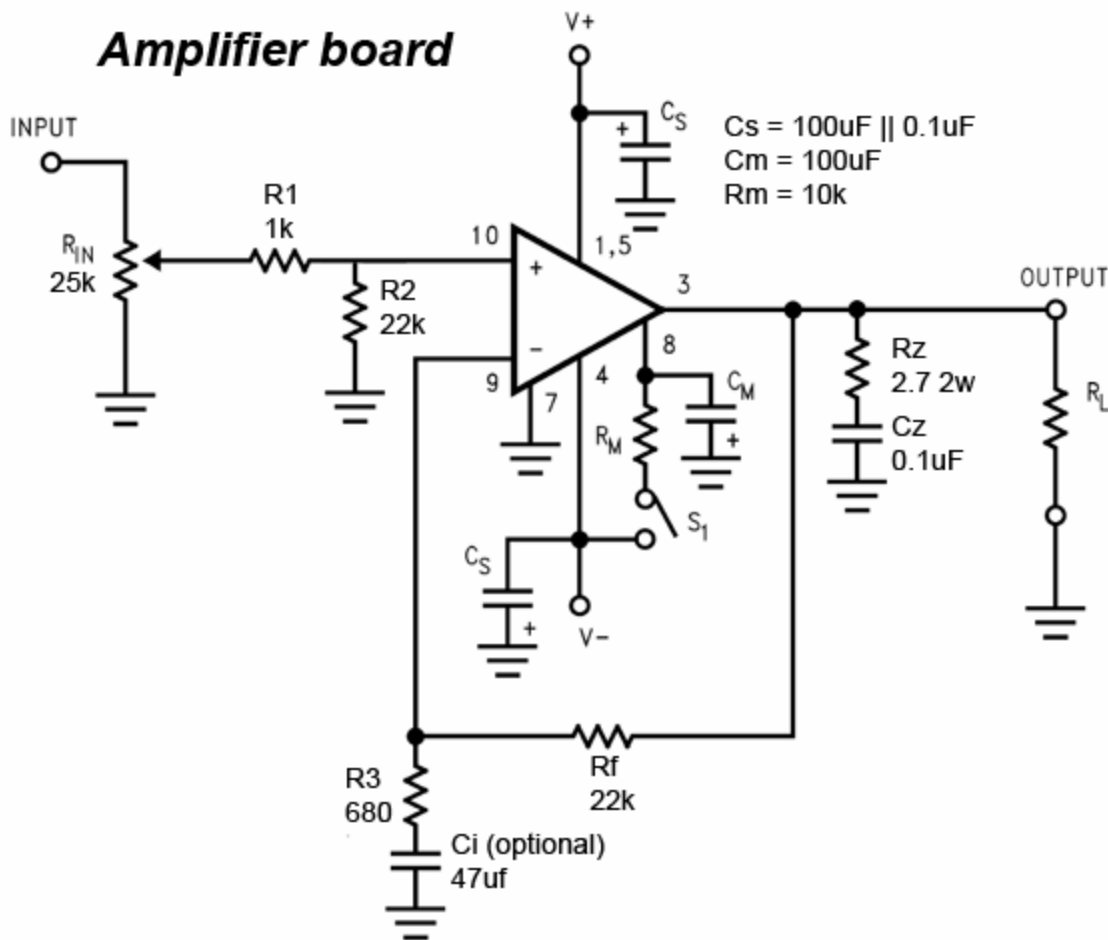 Amplifier board
V+
INPUT
CS
+
Cs = 100uF || 0.1uF
Cm = 100uF
Rm = 10k
R1
1k
RIN
25k
10
1,5
+
3
OUTPUT
R2
22k
−
8
9
4
7
CM
RM
+
Rz
2.7 2w
RL
Cz
0.1uF
S1
CS
+
V−
R3
680
Rf
22k
Ci (optional)
47uf